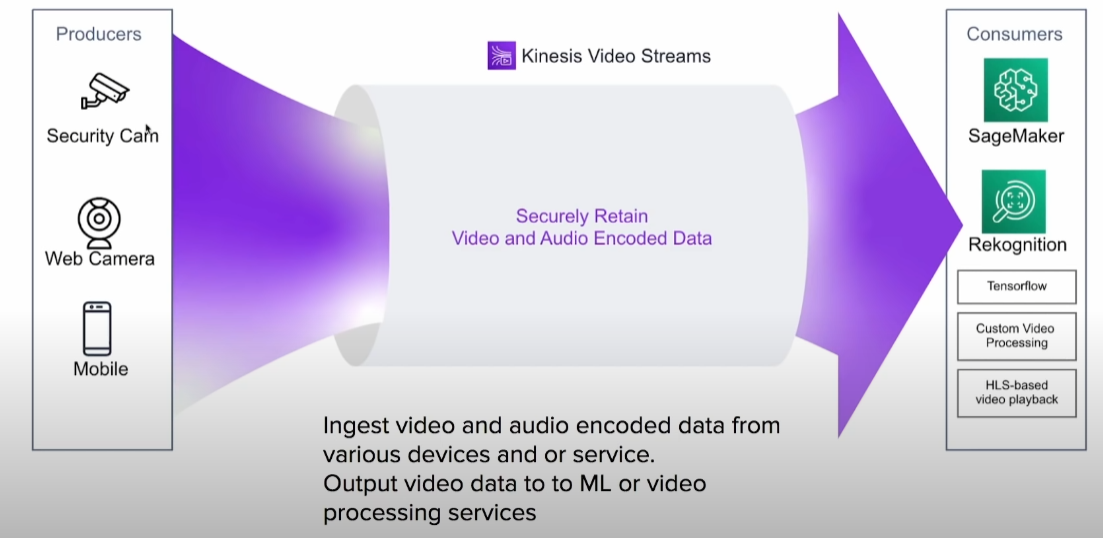 Producers
Security Cam
Web Camera
Mobile
Kinesis Video Streams
Securely Retain
Video and Audio Encoded Data
Consumers
SageMaker
Rekognition
Tensorflow
Custom Video
Processing
HLS-based
video playback
Ingest video and audio encoded data from
various devices and or service.
Output video data to to ML or video
processing services